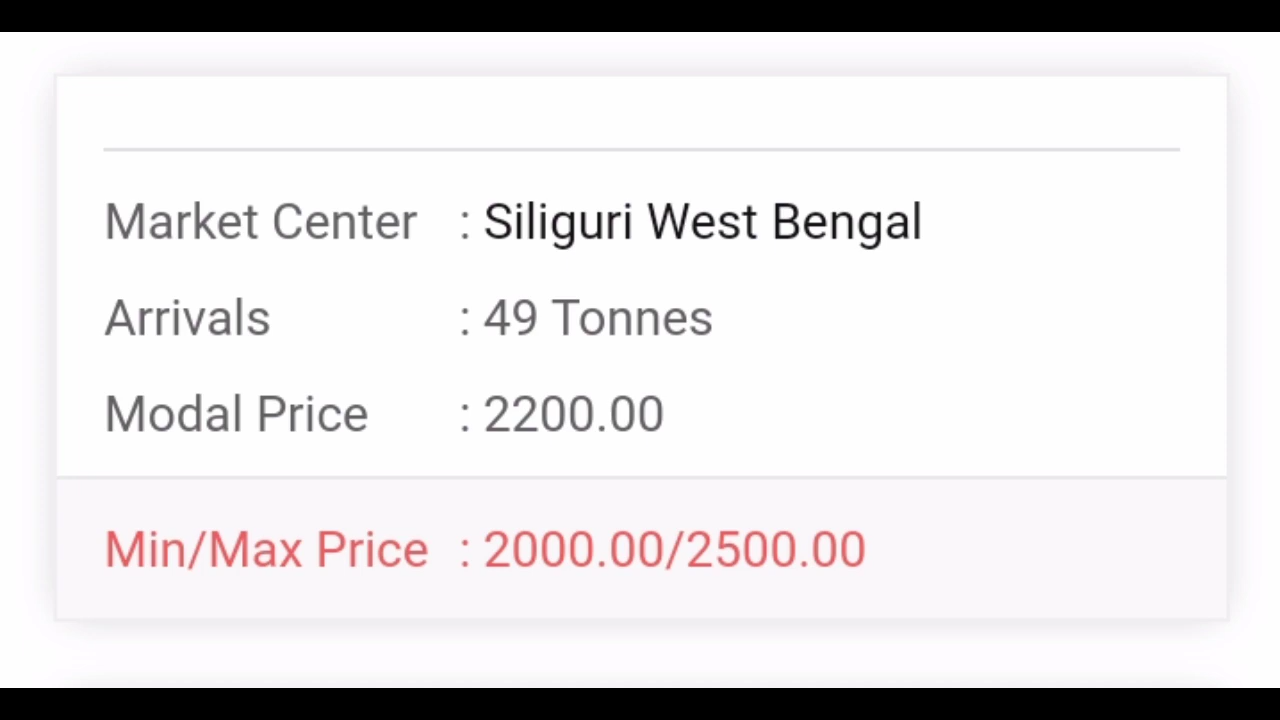 Market Center : Siliguri West Bengal
Arrivals : 49 Tonnes
Modal Price : 2200.00
Min/Max Price : 2000.00/2500.00